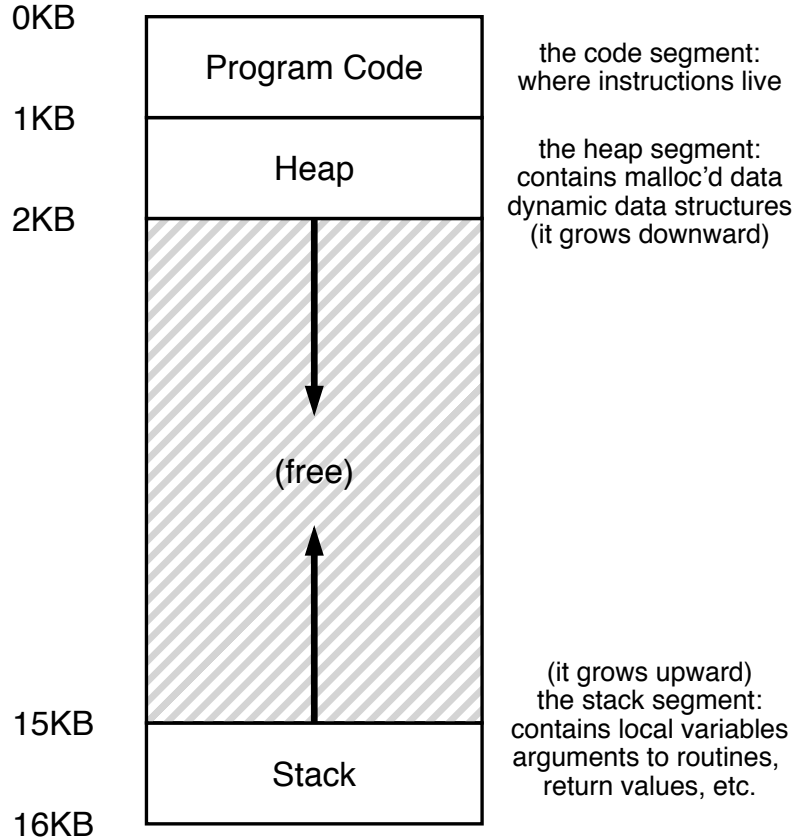 0KB
Program Code
the code segment:
where instructions live
1KB
Heap
the heap segment:
contains malloc’d data
dynamic data structures
(it grows downward)
2KB
(free)
(it grows upward)
the stack segment:
contains local variables
arguments to routines,
return values, etc.
15KB
Stack
16KB